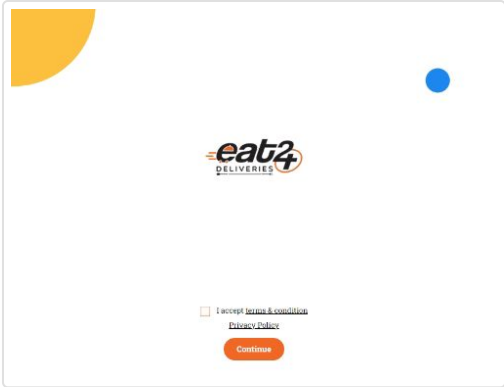 eat24
DELIVERIES
I accept terms & condition
Privacy Policy
Continue